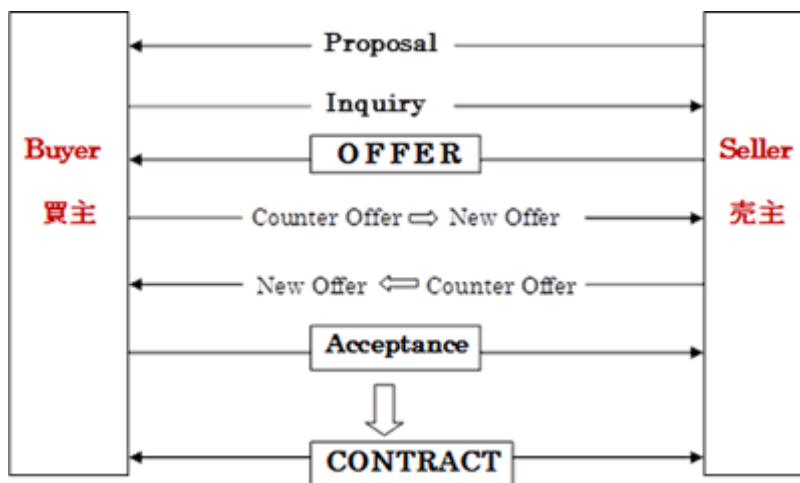 Proposal
Inquiry
Buyer
買主
OFFER
Seller
売主
Counter Offer ⇨ New Offer
New Offer ⇦ Counter Offer
Acceptance
CONTRACT